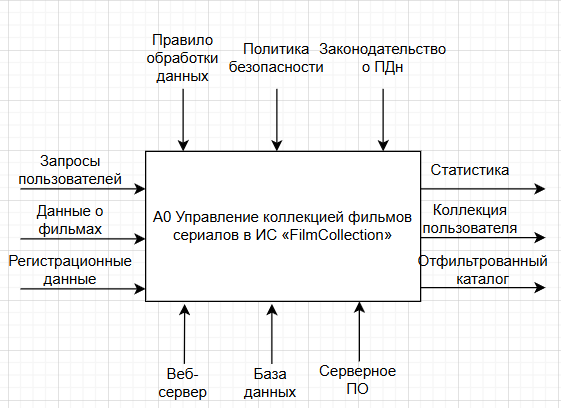 Правило
обработки
данных
Политика
безопасности
Законодательство
о ПДн
Запросы
пользователей
Данные о
фильмах
Регистрационные
данные
А0 Управление коллекцией фильмов
сериалов в ИС «FilmCollection»
Статистика
Коллекция
пользователя
Отфильтрованный
каталог
Веб-
сервер
База
данных
Серверное
ПО